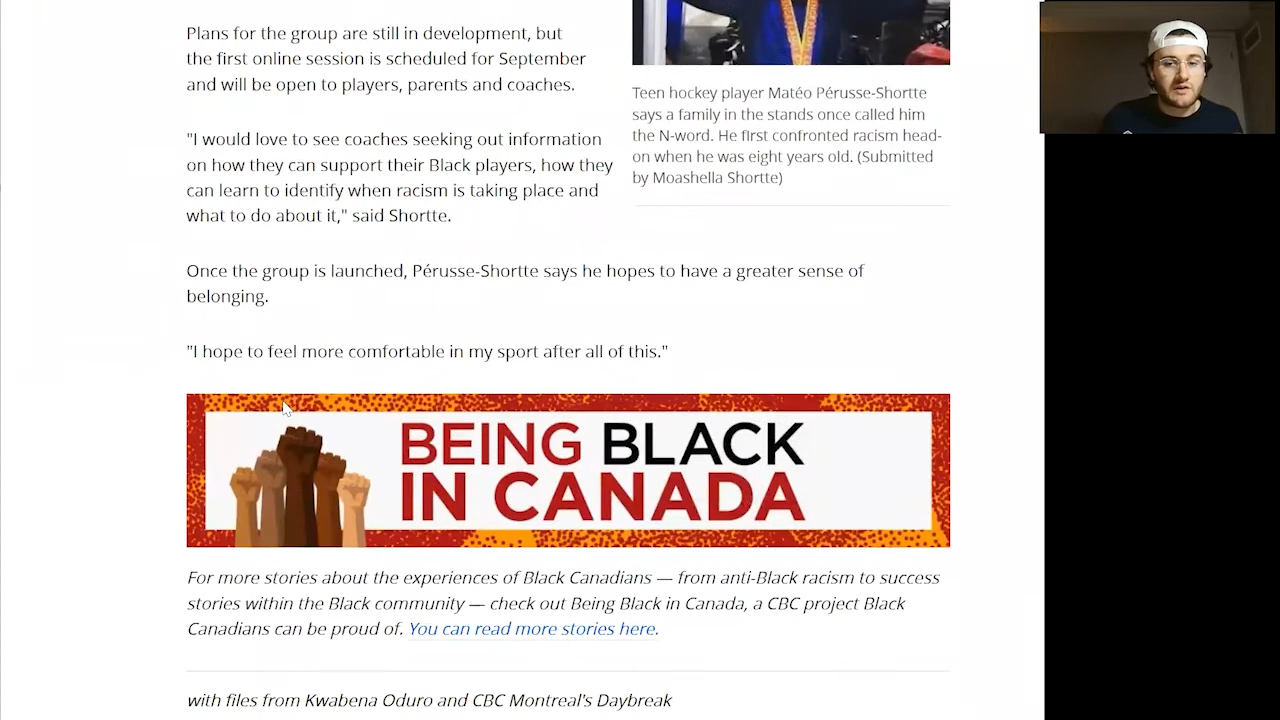 Plans for the group are still in development, but
the first online session is scheduled for September
and will be open to players, parents and coaches.
"I would love to see coaches seeking out information
on how they can support their Black players, how they
can learn to identify when racism is taking place and
what to do about it," said Shortte.
Teen hockey player Matéo Pérusse-Shortte
says a family in the stands once called him
the N-word. He first confronted racism head-
on when he was eight years old. (Submitted
by Moashella Shortte)
Once the group is launched, Pérusse-Shortte says he hopes to have a greater sense of
belonging.
"I hope to feel more comfortable in my sport after all of this."
BEING BLACK
IN CANADA
For more stories about the experiences of Black Canadians — from anti-Black racism to success
stories within the Black community — check out Being Black in Canada, a CBC project Black
Canadians can be proud of. You can read more stories here.
with files from Kwabena Oduro and CBC Montreal's Daybreak